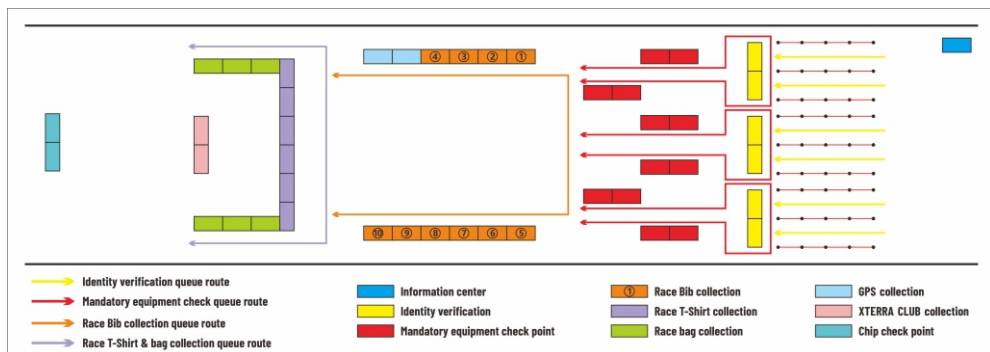 ④ ③ ② ①
⑩ ⑨ ⑧ ⑦ ⑥ ⑤
Identity verification queue route
Mandatory equipment check queue route
Race Bib collection queue route
Race T-Shirt & bag collection queue route
Information center
Identity verification
Mandatory equipment check point
① Race Bib collection
Race T-Shirt collection
Race bag collection
GPS collection
XTERRA CLUB collection
Chip check point